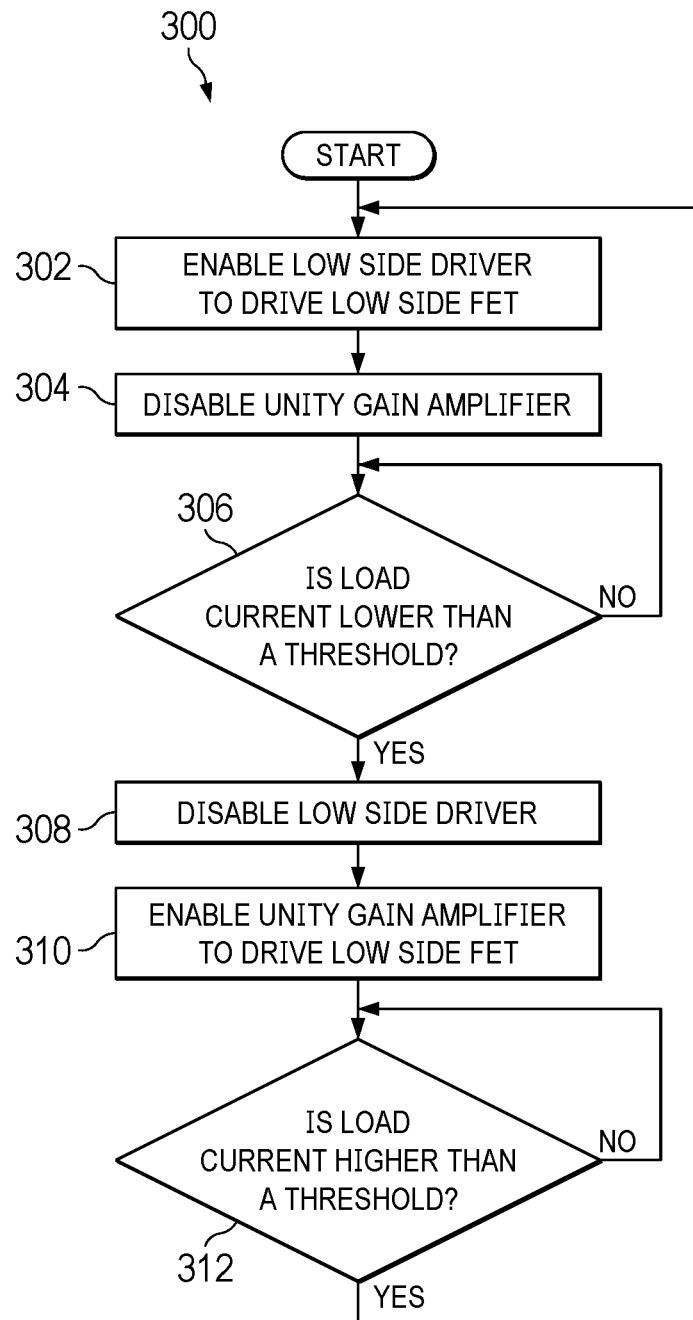 300
START
302
ENABLE LOW SIDE DRIVER
TO DRIVE LOW SIDE FET
304
DISABLE UNITY GAIN AMPLIFIER
306
IS LOAD
CURRENT LOWER THAN
A THRESHOLD?
NO
YES
308
DISABLE LOW SIDE DRIVER
310
ENABLE UNITY GAIN AMPLIFIER
TO DRIVE LOW SIDE FET
IS LOAD
CURRENT HIGHER THAN
A THRESHOLD?
NO
312
YES